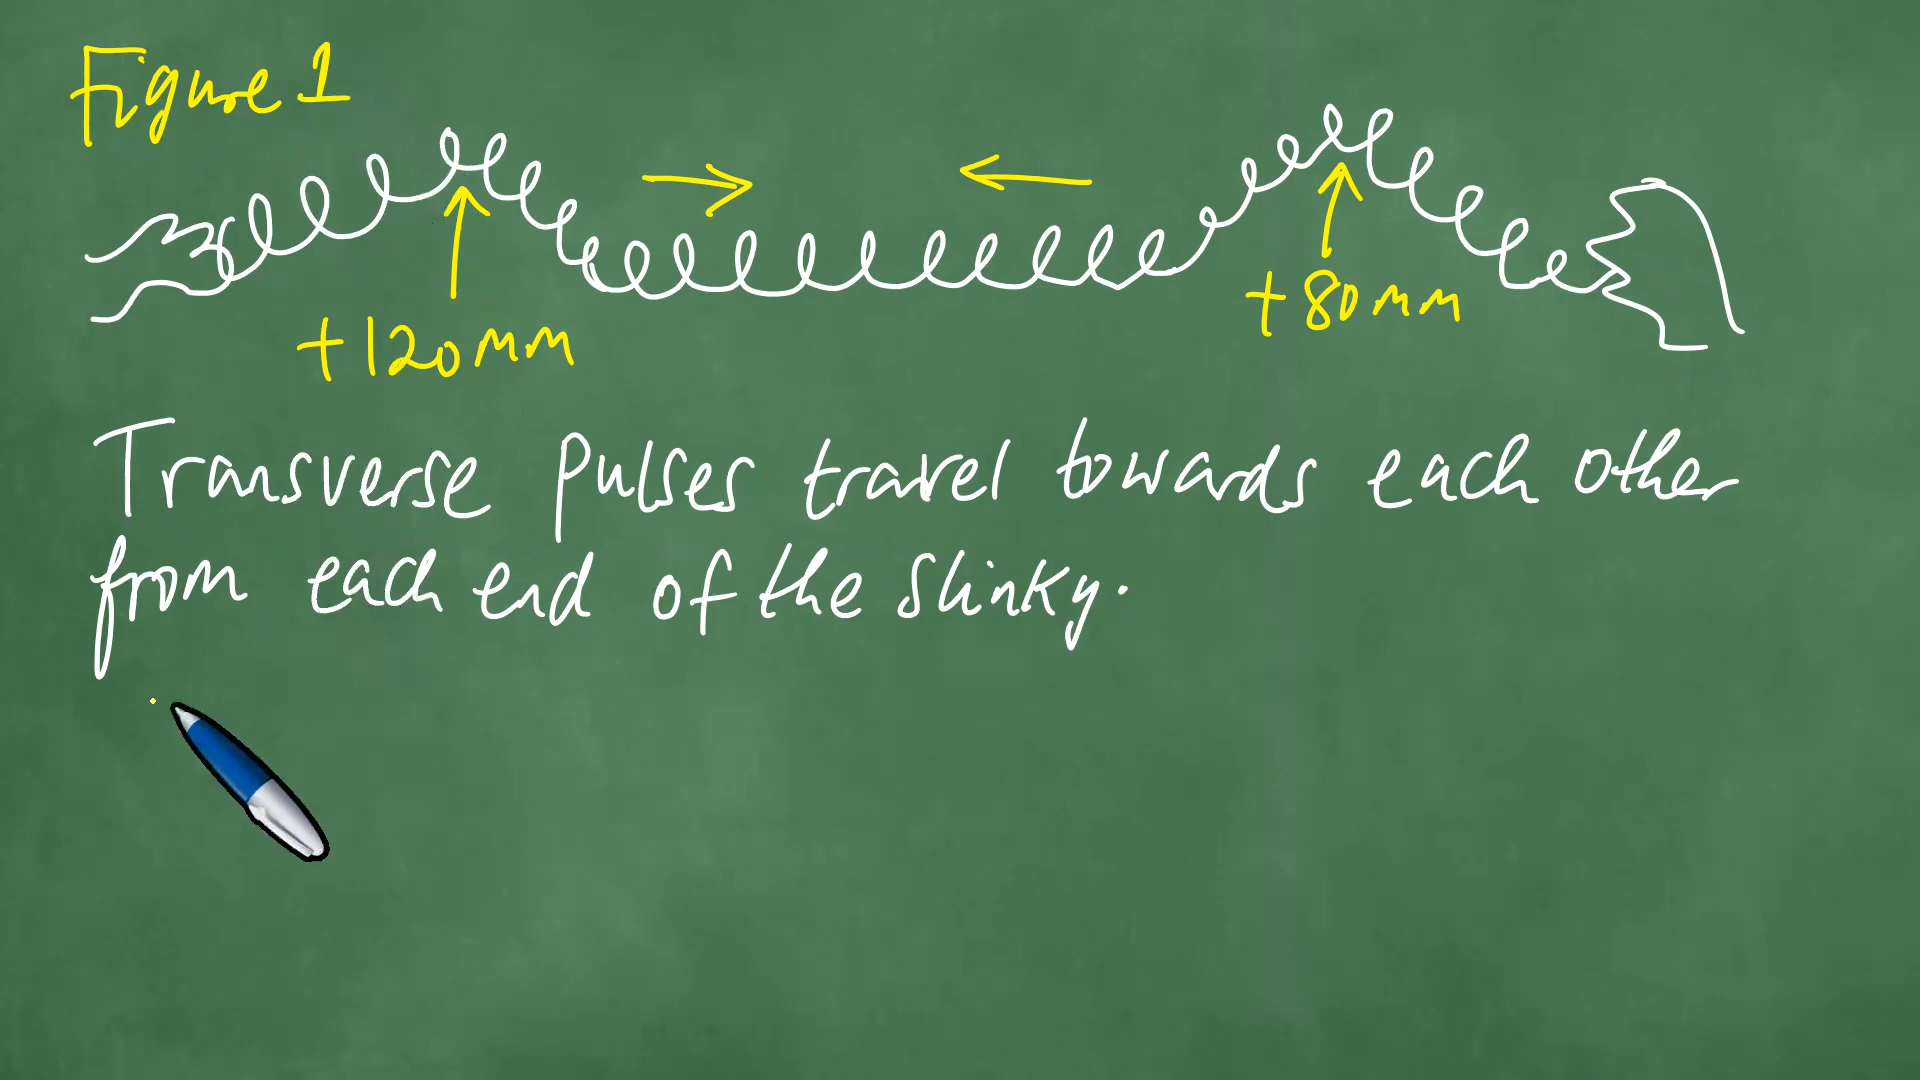 Figure 1
+120mm
+80mm
Transverse pulses travel towards each other
from each end of the slinky.